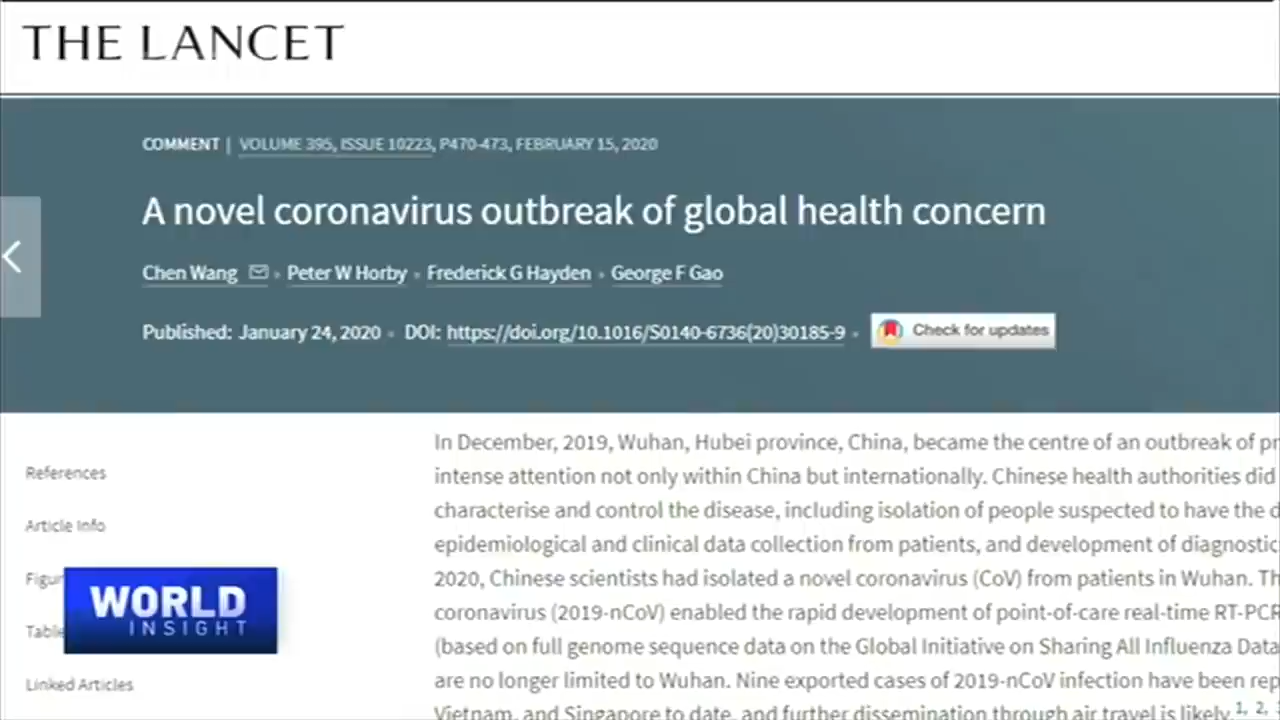 THE LANCET
COMMENT | VOLUME 395, ISSUE 10223, P470-473, FEBRUARY 15, 2020
A novel coronavirus outbreak of global health concern
Chen Wang • Peter W Horby • Frederick G Hayden • George F Gao
Published: January 24, 2020 • DOI: https://doi.org/10.1016/S0140-6736(20)30185-9 • Check for updates
References
Article Info
Figur
Table
Linked Articles
In December, 2019, Wuhan, Hubei province, China, became the centre of an outbreak of pn
intense attention not only within China but internationally. Chinese health authorities did
characterise and control the disease, including isolation of people suspected to have the d
epidemiological and clinical data collection from patients, and development of diagnostic
2020, Chinese scientists had isolated a novel coronavirus (CoV) from patients in Wuhan. Th
coronavirus (2019-nCoV) enabled the rapid development of point-of-care real-time RT-PCR
(based on full genome sequence data on the Global Initiative on Sharing All Influenza Data
are no longer limited to Wuhan. Nine exported cases of 2019-nCoV infection have been rep
Vietnam, and Singapore to date, and further dissemination through air travel is likely. 1, 2,
WORLD
INSIGHT